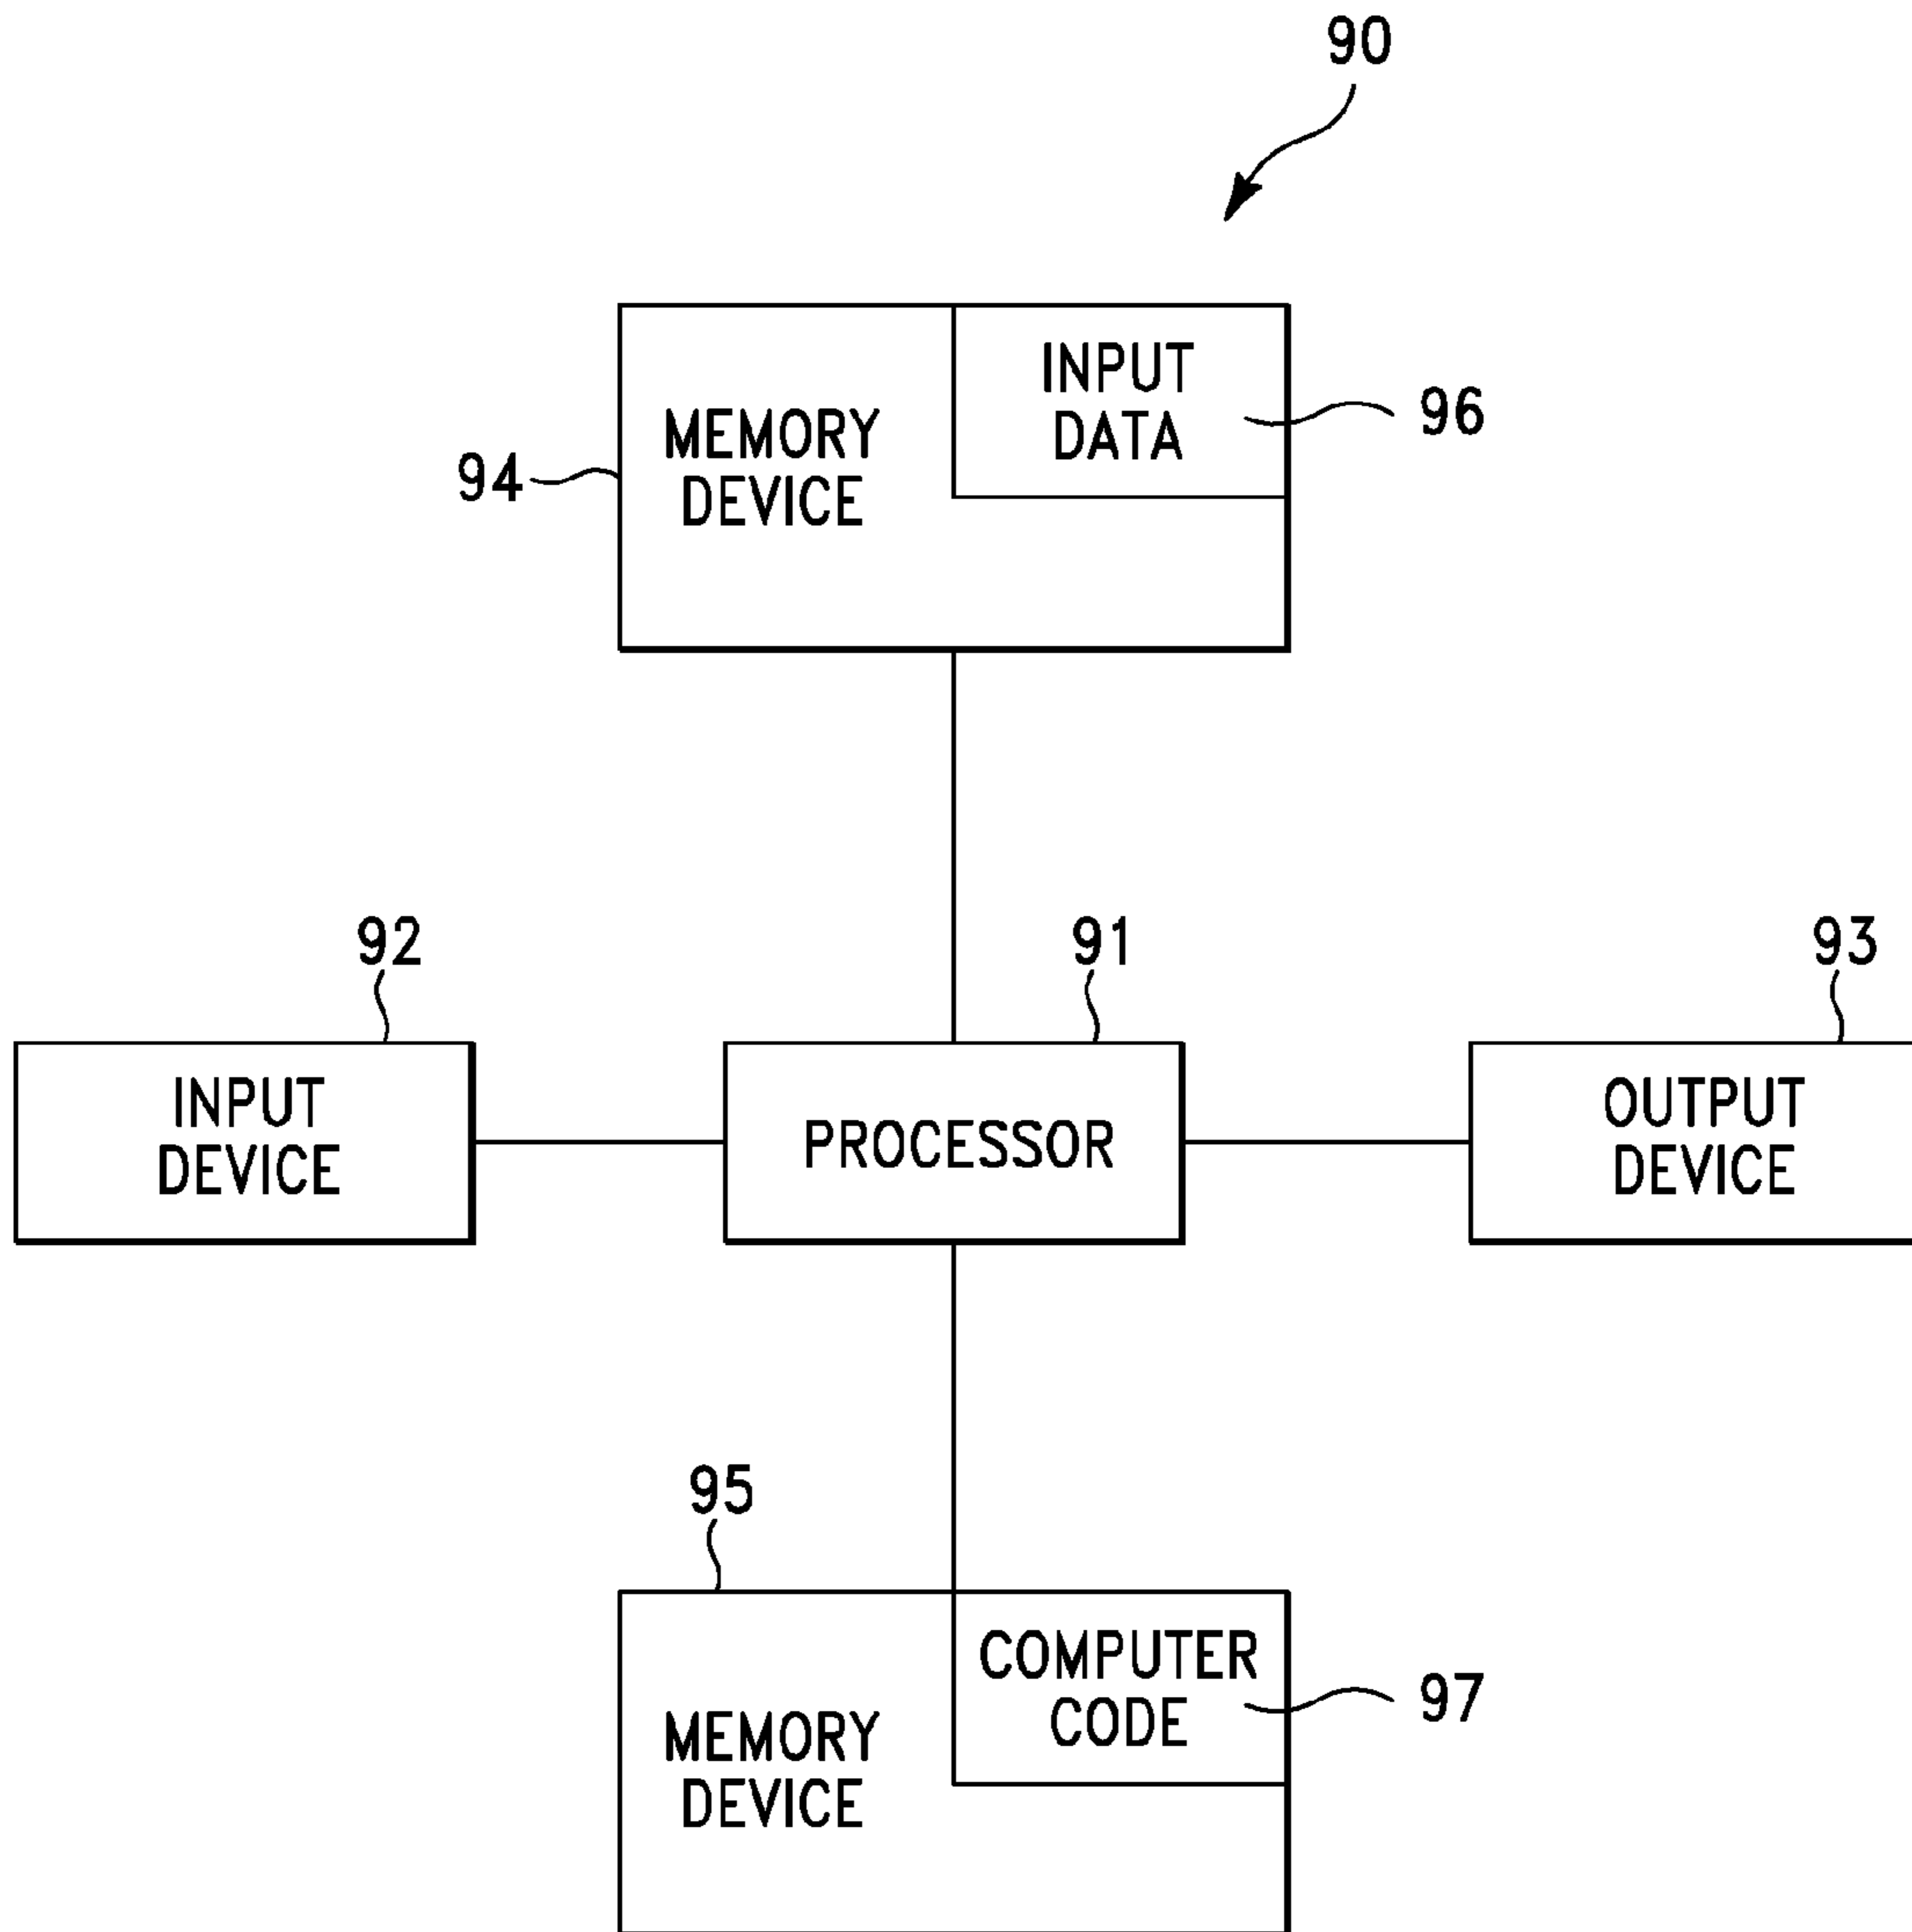 90
INPUT
DATA
96
MEMORY
DEVICE
94
92
91
93
INPUT
DEVICE
PROCESSOR
OUTPUT
DEVICE
95
COMPUTER
CODE
97
MEMORY
DEVICE